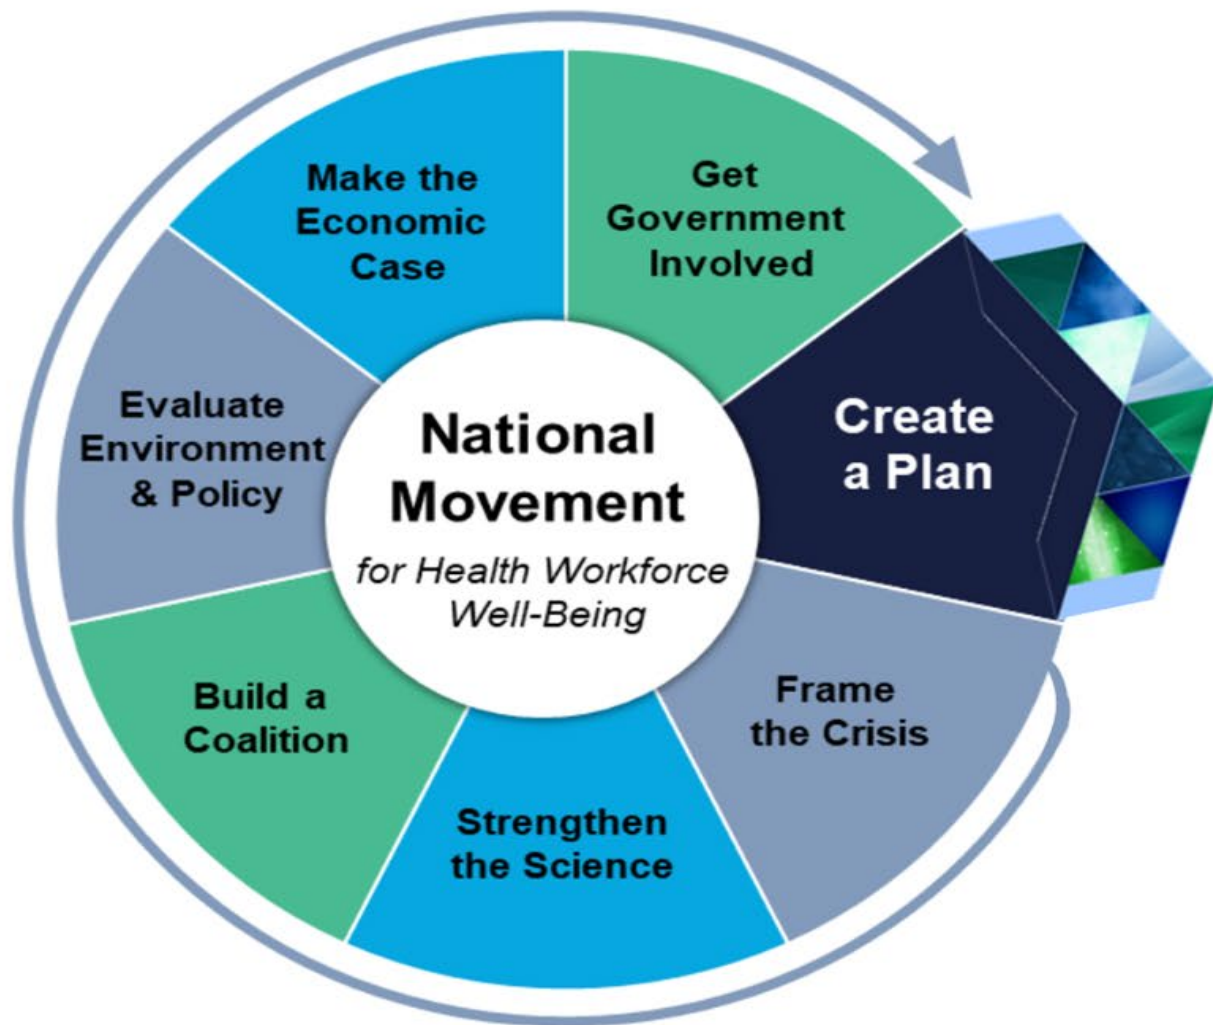 Make the
Economic
Case
Get
Government
Involved
Create
a Plan
Frame
the Crisis
Strengthen
the Science
Build a
Coalition
Evaluate
Environment
& Policy
National
Movement
for Health Workforce
Well-Being